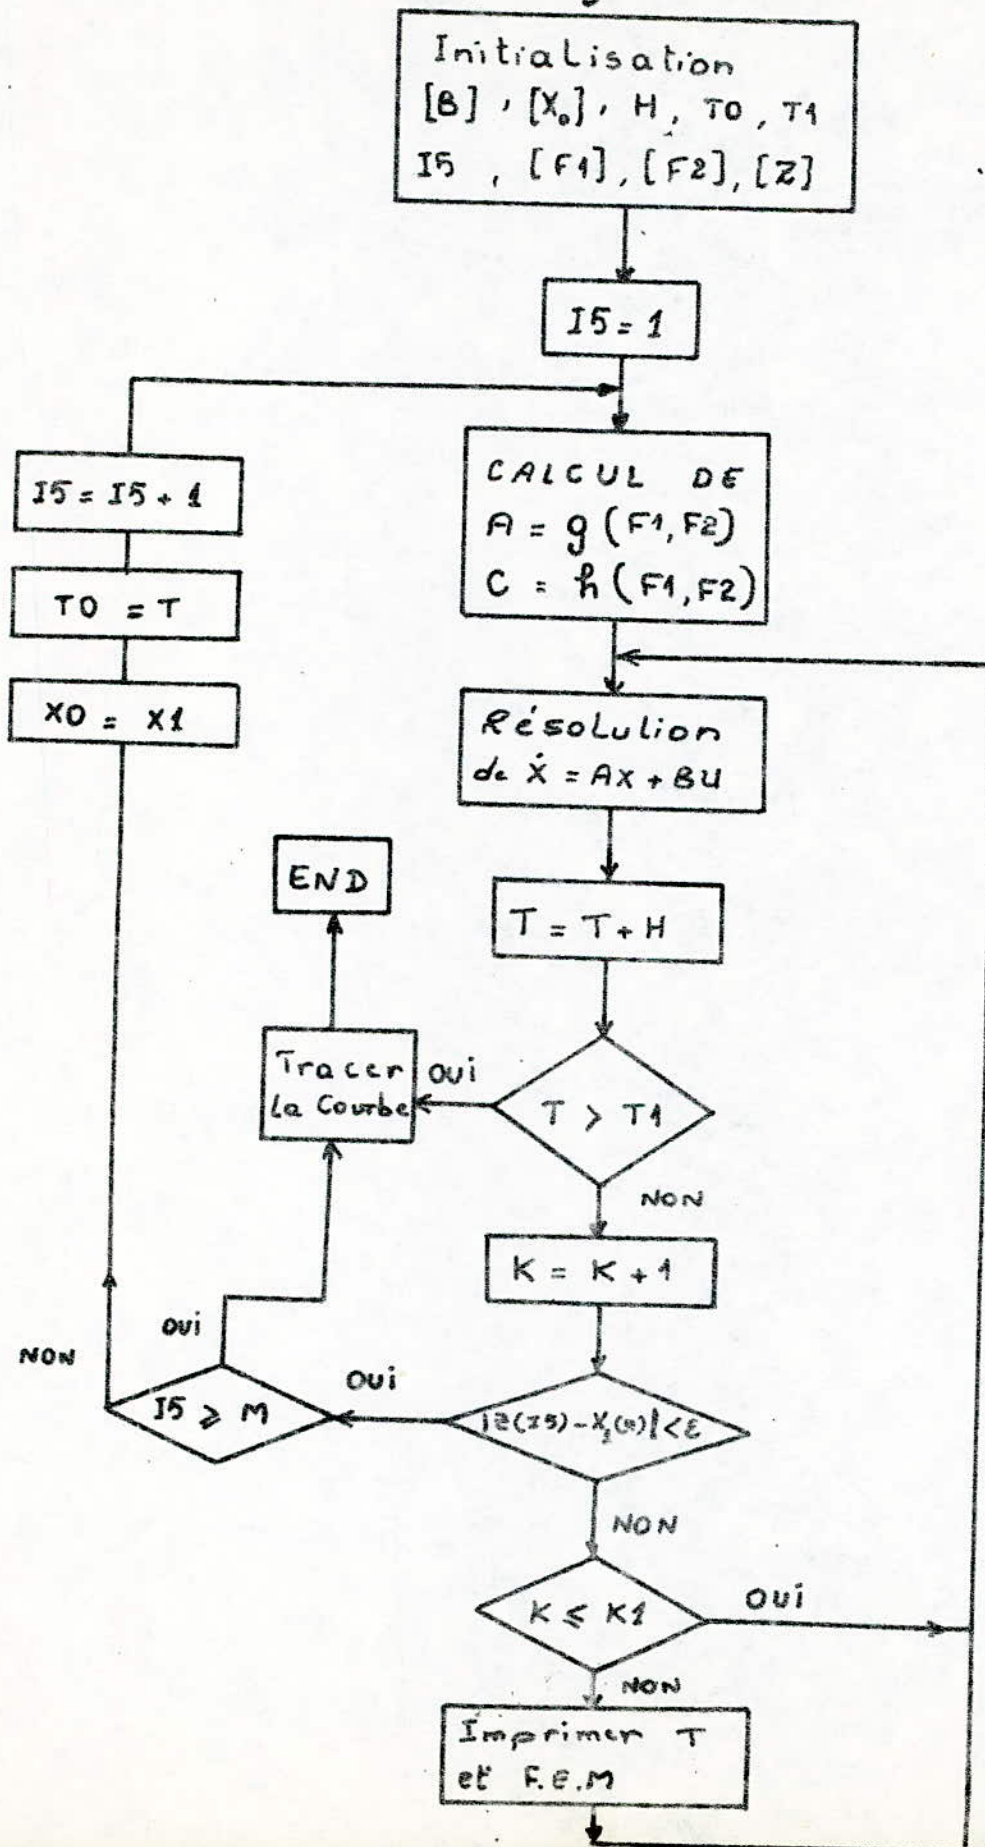 Initialisation
[B] , [X₀] , H , T0 , T1
I5 , [F1] , [F2] , [Z]
I5 = 1
CALCUL DE
A = g (F1, F2)
C = h (F1, F2)
I5 = I5 + 1
T0 = T
X0 = X1
Résolution
de Ẋ = AX + BU
END
T = T + H
Tracer
la Courbe
OUi
T > T1
NON
K = K + 1
OUi
NON
I5 ⩾ M
OUi
NON
K ⩽ K1
OUi
NON
Imprimer T
et F.E.M